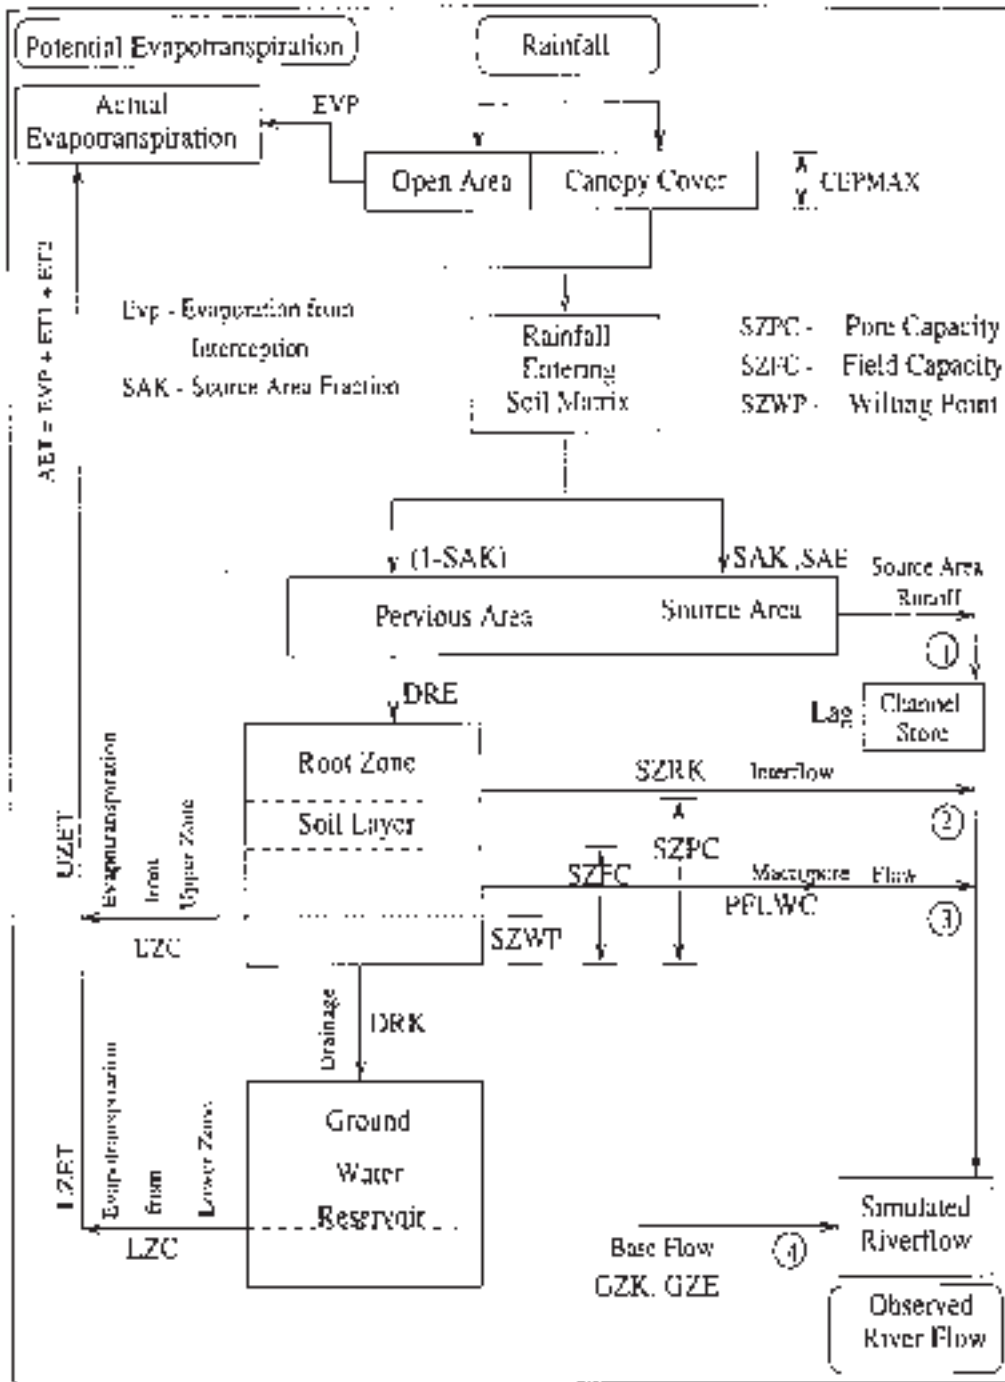 Potential Evapotranspiration
Rainfall
Actual
Evapotranspiration
EVP
Open Area
Canopy Cover
CEPMAX
AET = EVP + ET1 + ET2
Evp - Evaporation from
Interception
SAK - Source Area Fraction
Rainfall
Entering
Soil Matrix
SZPC - Pore Capacity
SZFC - Field Capacity
SZWP - Wilting Point
(1-SAK)
SAK ,SAE
Source Area
Runoff
Pervious Area
Source Area
1
DRE
Lag
Channel
Store
Root Zone
SZRK
Interflow
Soil Layer
2
SZPC
SZFC
Macropore Flow
PFLWC
3
UZET
Evapotranspiration
from
Upper Zone
UZC
SZWP
Drainage
DRK
Ground
Water
Reservoir
LZET
Evapotranspiration
from
Lower Zone
LZC
Base Flow
4
GZK, GZE
Simulated
Riverflow
Observed
River Flow